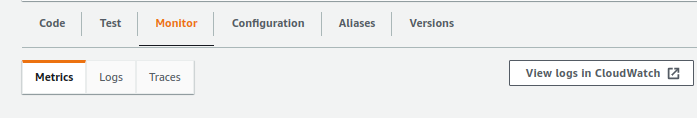 Code Test Monitor Configuration Aliases Versions
Metrics Logs Traces View logs in CloudWatch